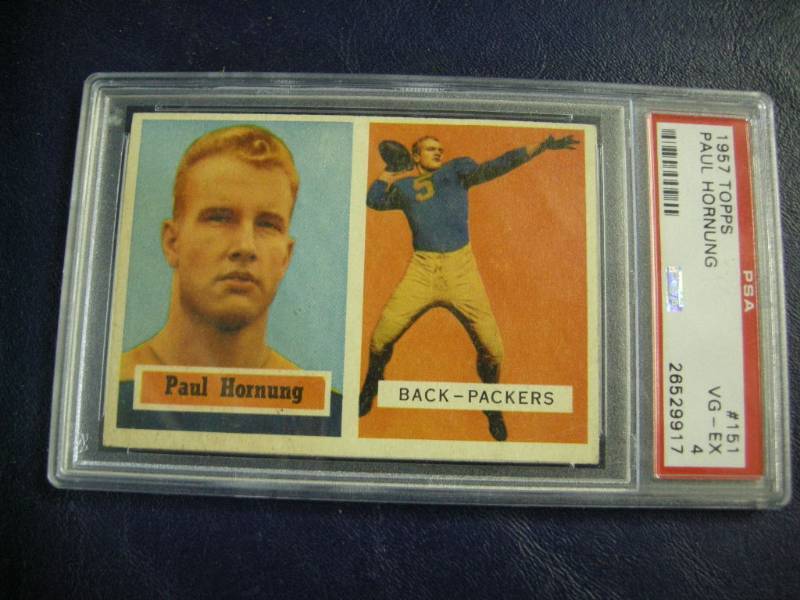 Paul Hornung
5
BACK-PACKERS
1957 TOPPS
PAUL HORNUNG
PSA
#151
VG-EX
4
26529917